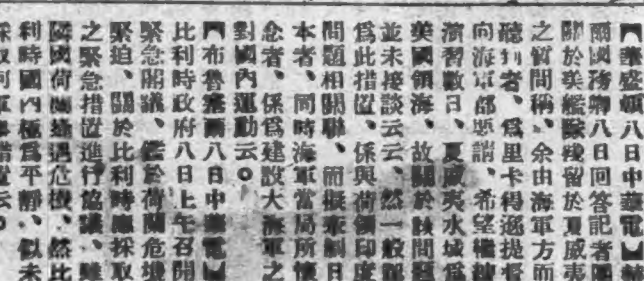 【華盛頓八日中華電】赫
爾國務卿八日回答記者團
關於美艦隊殘留於夏威夷
之質問稱、余由海軍方面
聽到者、爲里卡得遜提督
向海軍部要請、希望繼續
演習數日、夏威夷水域爲
美國領海、故關於該問題
並未接談云云、然一般認
爲此措置、係與荷領印度
問題相關聯、而擬牽制日
本者、同時海軍當局所懷
念者、係爲建設大海軍之
對國內運動云。
【布魯塞爾八日中華電】
比利時政府八日上午召開
緊急閣議、鑑於荷蘭危境
緊迫、關於比利時應採取
之緊急措置進行協議、雖
隣國荷蘭遭遇危機、然比
利時國內極爲平靜、似未
採取何軍事措置云。